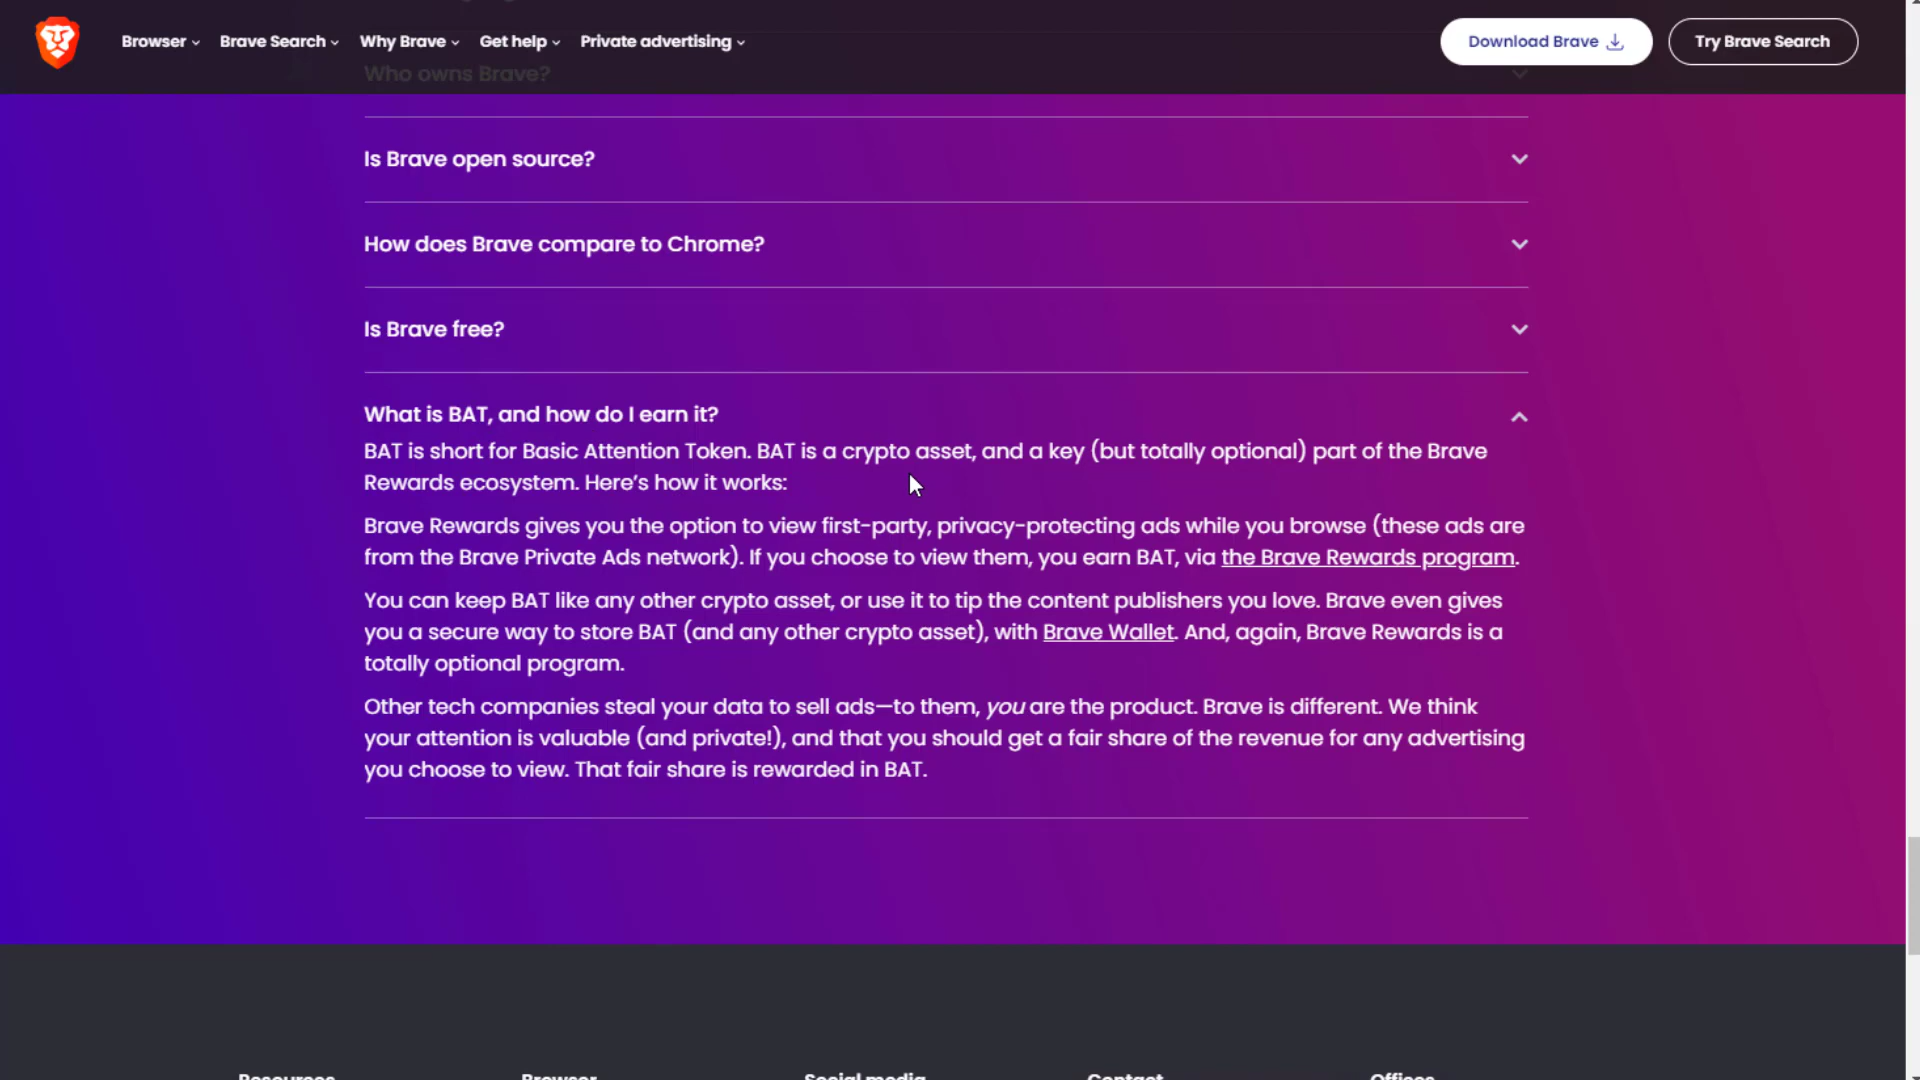 Browser
Brave Search
Why Brave
Get help
Private advertising
Download Brave
Try Brave Search
Who owns Brave?
Is Brave open source?
How does Brave compare to Chrome?
Is Brave free?
What is BAT, and how do I earn it?
BAT is short for Basic Attention Token. BAT is a crypto asset, and a key (but totally optional) part of the Brave
Rewards ecosystem. Here’s how it works:
Brave Rewards gives you the option to view first-party, privacy-protecting ads while you browse (these ads are
from the Brave Private Ads network). If you choose to view them, you earn BAT, via the Brave Rewards program.
You can keep BAT like any other crypto asset, or use it to tip the content publishers you love. Brave even gives
you a secure way to store BAT (and any other crypto asset), with Brave Wallet. And, again, Brave Rewards is a
totally optional program.
Other tech companies steal your data to sell ads—to them, you are the product. Brave is different. We think
your attention is valuable (and private!), and that you should get a fair share of the revenue for any advertising
you choose to view. That fair share is rewarded in BAT.
Resources
Browser
Social media
Contact
Offices